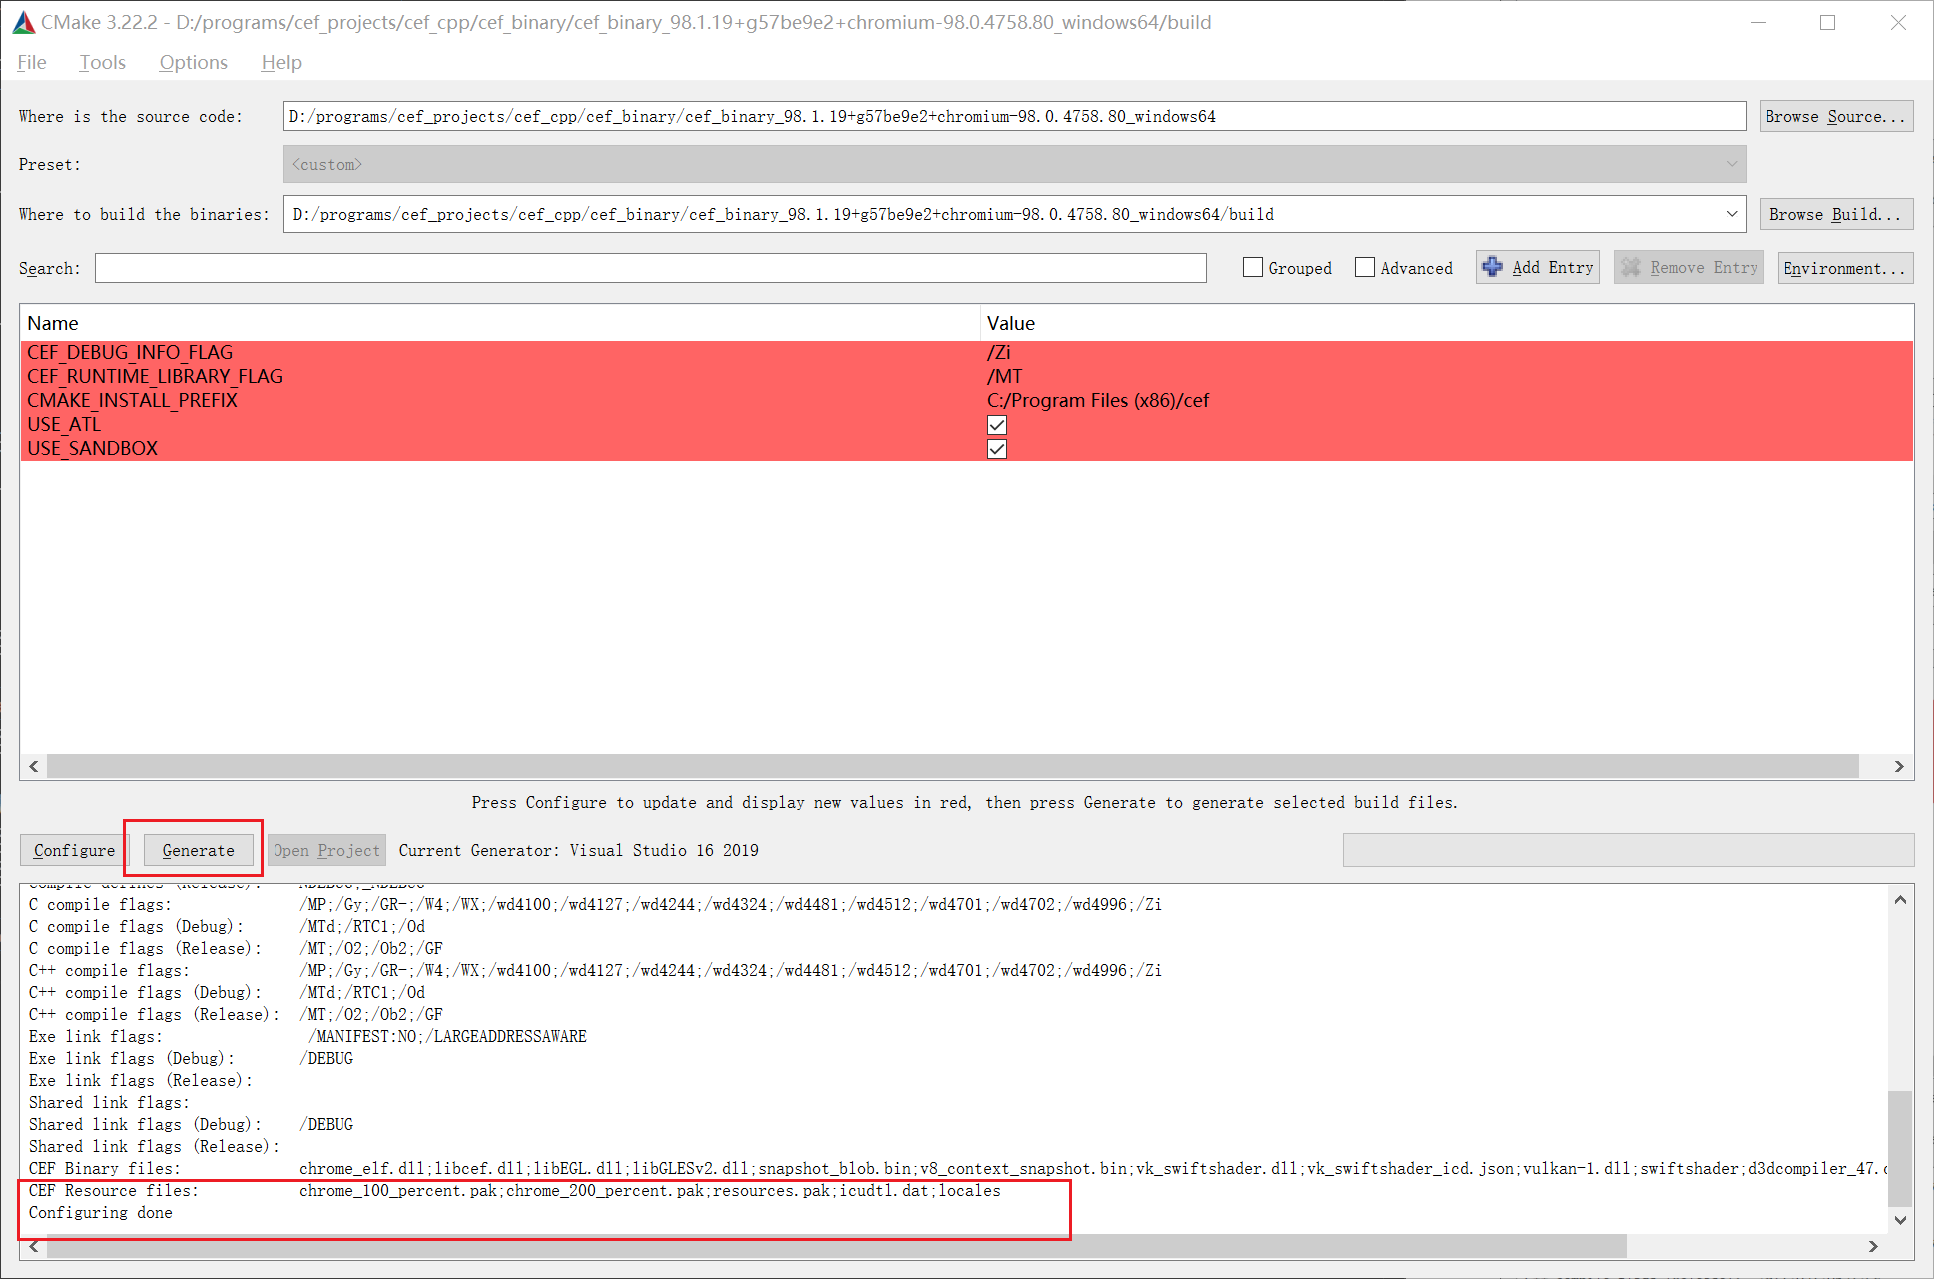 CMake 3.22.2 - D:/programs/cef_projects/cef_cpp/cef_binary/cef_binary_98.1.19+g57be9e2+chromium-98.0.4758.80_windows64/build
File Tools Options Help
Where is the source code: D:/programs/cef_projects/cef_cpp/cef_binary/cef_binary_98.1.19+g57be9e2+chromium-98.0.4758.80_windows64 Browse Source...
Preset: <custom>
Where to build the binaries: D:/programs/cef_projects/cef_cpp/cef_binary/cef_binary_98.1.19+g57be9e2+chromium-98.0.4758.80_windows64/build Browse Build...
Search: Grouped Advanced Add Entry Remove Entry Environment...
Name Value
CEF_DEBUG_INFO_FLAG /Zi
CEF_RUNTIME_LIBRARY_FLAG /MT
CMAKE_INSTALL_PREFIX C:/Program Files (x86)/cef
USE_ATL
USE_SANDBOX
Press Configure to update and display new values in red, then press Generate to generate selected build files.
Configure Generate Open Project Current Generator: Visual Studio 16 2019
Compile defines (Release): NDEBUG;_NDEBUG
C compile flags: /MP;/Gy;/GR-;/W4;/WX;/wd4100;/wd4127;/wd4244;/wd4324;/wd4481;/wd4512;/wd4701;/wd4702;/wd4996;/Zi
C compile flags (Debug): /MTd;/RTC1;/Od
C compile flags (Release): /MT;/O2;/Ob2;/GF
C++ compile flags: /MP;/Gy;/GR-;/W4;/WX;/wd4100;/wd4127;/wd4244;/wd4324;/wd4481;/wd4512;/wd4701;/wd4702;/wd4996;/Zi
C++ compile flags (Debug): /MTd;/RTC1;/Od
C++ compile flags (Release): /MT;/O2;/Ob2;/GF
Exe link flags: /MANIFEST:NO;/LARGEADDRESSAWARE
Exe link flags (Debug): /DEBUG
Exe link flags (Release):
Shared link flags:
Shared link flags (Debug): /DEBUG
Shared link flags (Release):
CEF Binary files: chrome_elf.dll;libcef.dll;libEGL.dll;libGLESv2.dll;snapshot_blob.bin;v8_context_snapshot.bin;vk_swiftshader.dll;vk_swiftshader_icd.json;vulkan-1.dll;swiftshader;d3dcompiler_47.
CEF Resource files: chrome_100_percent.pak;chrome_200_percent.pak;resources.pak;icudtl.dat;locales
Configuring done